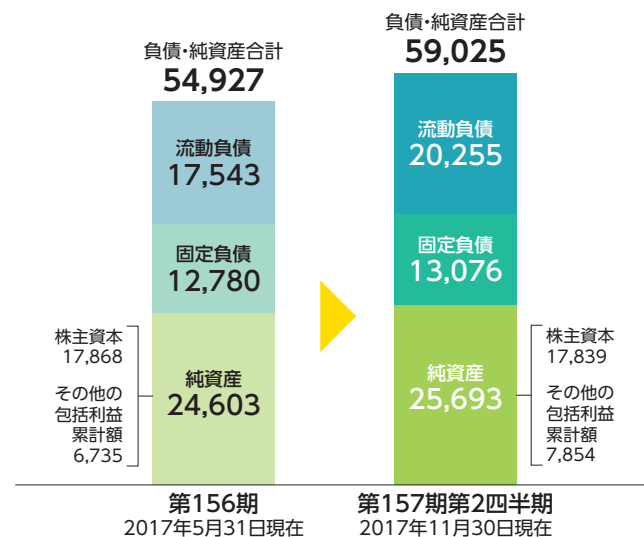 負債・純資産合計
54,927
流動負債
17,543
固定負債
12,780
純資産
24,603
株主資本
17,868
その他の
包括利益
累計額
6,735
第156期
2017年5月31日現在
負債・純資産合計
59,025
流動負債
20,255
固定負債
13,076
純資産
25,693
株主資本
17,839
その他の
包括利益
累計額
7,854
第157期第2四半期
2017年11月30日現在